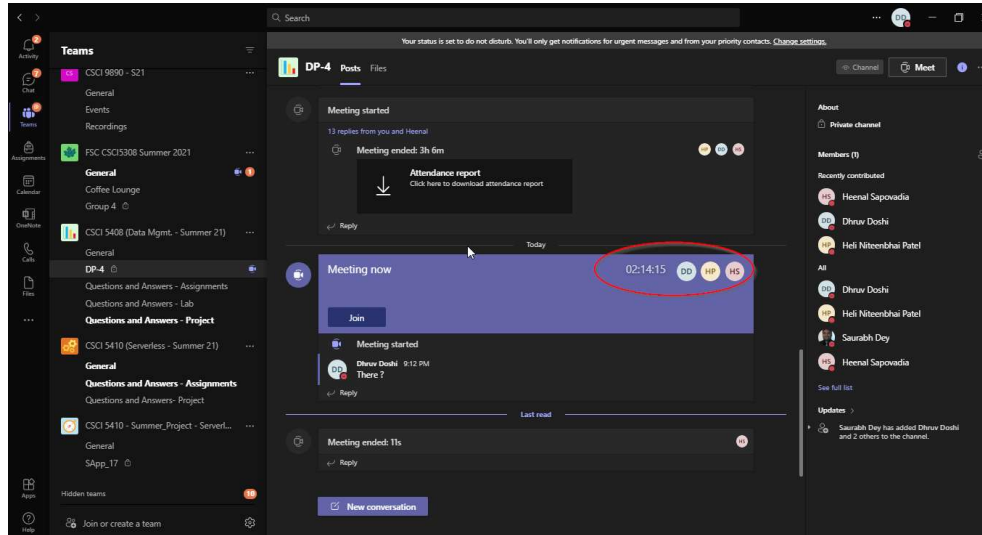 Search
DD
Your status is set to do not disturb. You'll only get notifications for urgent messages and from your priority contacts. Change settings.
2
Activity
Chat
Teams
Assignments
Calendar
OneNote
Calls
Files
Apps
Help
Teams
CS
CSCI 9890 - S21
General
Events
Recordings
FSC CSCI5308 Summer 2021
General
1
Coffee Lounge
Group 4
CSCI 5408 (Data Mgmt. - Summer 21)
General
DP-4
Questions and Answers - Assignments
Questions and Answers - Lab
Questions and Answers - Project
CSCI 5410 (Serverless - Summer 21)
General
Questions and Answers - Assignments
Questions and Answers- Project
CSCI 5410 - Summer_Project - Serverl...
General
SApp_17
Hidden teams
Join or create a team
DP-4 Posts Files
Channel
Meet
Meeting started
13 replies from you and Heenal
Meeting ended: 3h 6m
HP DD HS
Attendance report
Click here to download attendance report
Reply
Today
Meeting now
02:14:15 DD HP HS
Join
Meeting started
DD
Dhruv Doshi 9:12 PM
There ?
Reply
Last read
Meeting ended: 11s
HS
Reply
New conversation
About
Private channel
Members (1)
Recently contributed
HS Heenal Sapovadia
DD Dhruv Doshi
HP Heli Niteenbhai Patel
All
DD Dhruv Doshi
HP Heli Niteenbhai Patel
Saurabh Dey
HS Heenal Sapovadia
See full list
Updates
Saurabh Dey has added Dhruv Doshi
and 2 others to the channel.